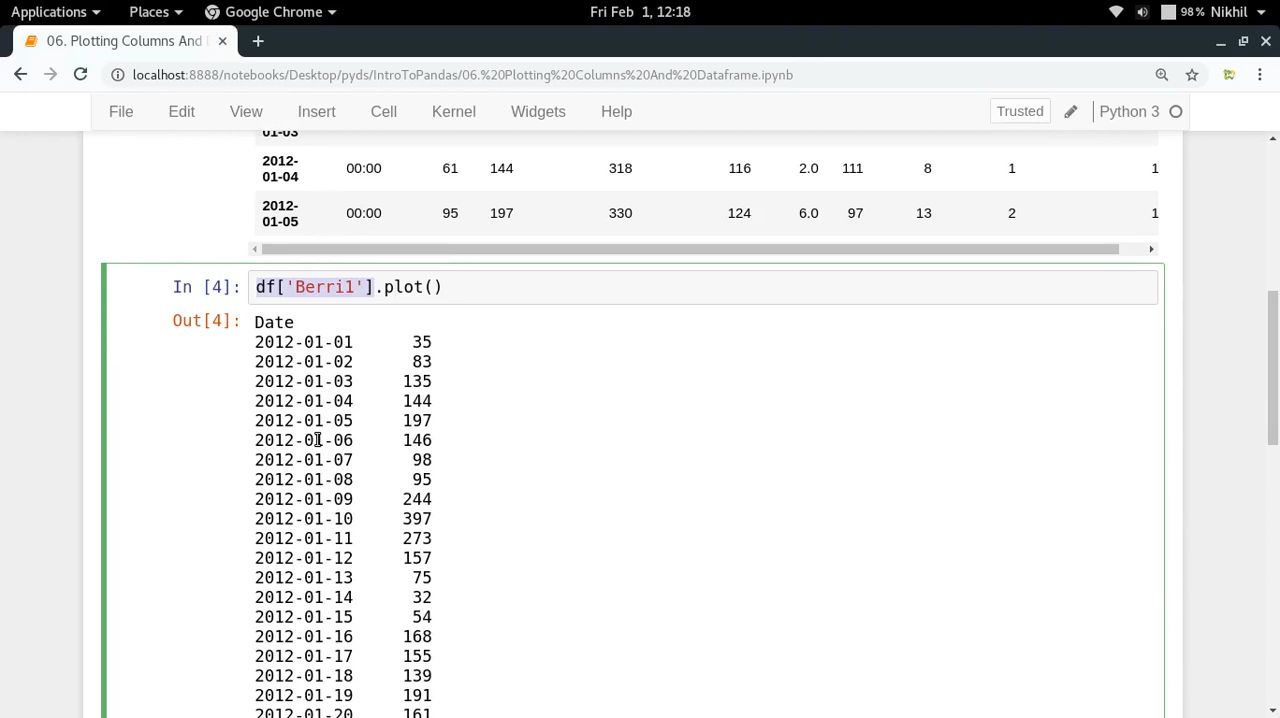 Applications Places Google Chrome Fri Feb 1, 12:18 98% Nikhil
06. Plotting Columns And
localhost:8888/notebooks/Desktop/pyds/IntroToPandas/06.%20Plotting%20Columns%20And%20Dataframe.ipynb
File Edit View Insert Cell Kernel Widgets Help Trusted Python 3
01-03
2012-
01-04 00:00 61 144 318 116 2.0 111 8 1 1
2012-
01-05 00:00 95 197 330 124 6.0 97 13 2 1
In [4]: df['Berri1'].plot()
Out[4]: Date
2012-01-01 35
2012-01-02 83
2012-01-03 135
2012-01-04 144
2012-01-05 197
2012-01-06 146
2012-01-07 98
2012-01-08 95
2012-01-09 244
2012-01-10 397
2012-01-11 273
2012-01-12 157
2012-01-13 75
2012-01-14 32
2012-01-15 54
2012-01-16 168
2012-01-17 155
2012-01-18 139
2012-01-19 191
2012-01-20 161